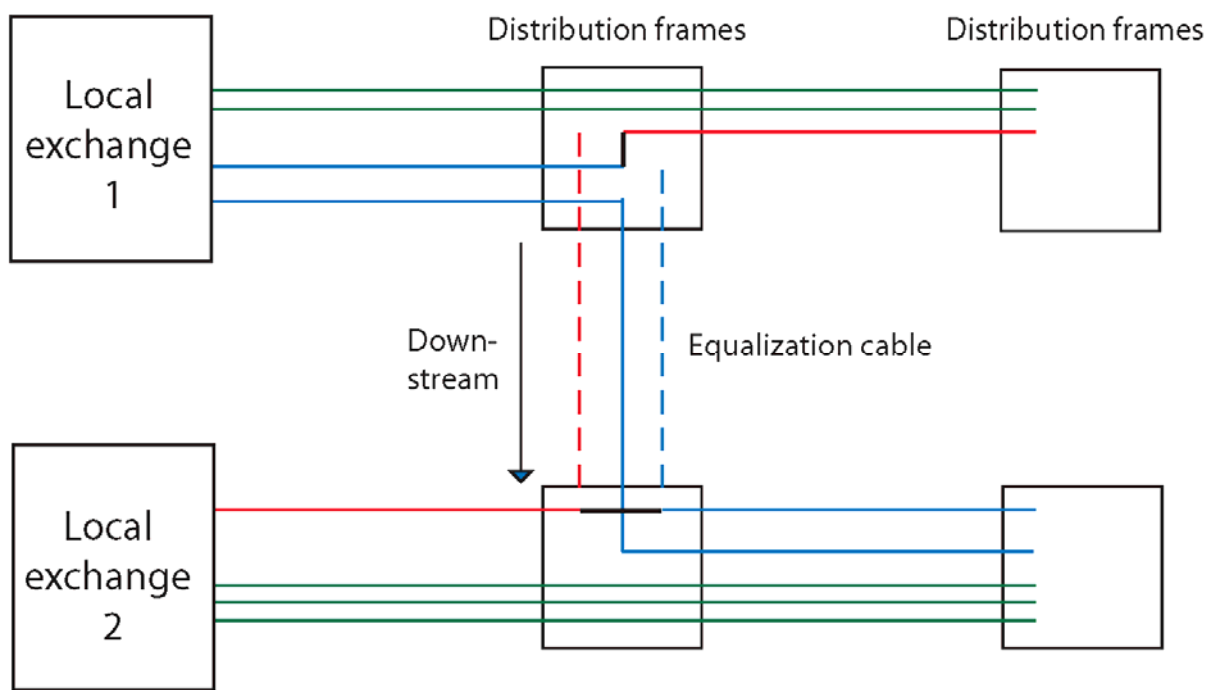 Distribution frames
Distribution frames
Local
exchange
1
Down-
stream
Equalization cable
Local
exchange
2